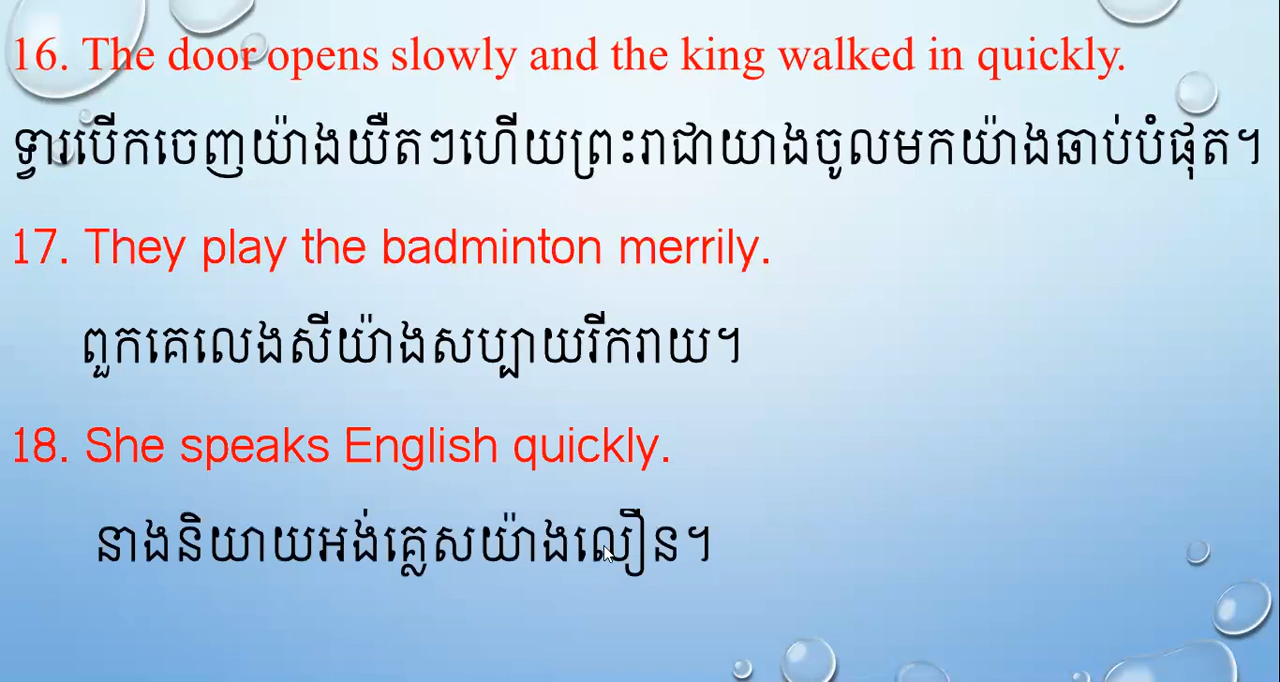 16. The door opens slowly and the king walked in quickly.
ទ្វារបើកចេញយ៉ាងយឺតៗហើយព្រះរាជាយាងចូលមកយ៉ាងឆាប់បំផុត។
17. They play the badminton merrily.
ពួកគេលេងសីយ៉ាងសប្បាយរីករាយ។
18. She speaks English quickly.
នាងនិយាយអង់គ្លេសយ៉ាងលឿន។